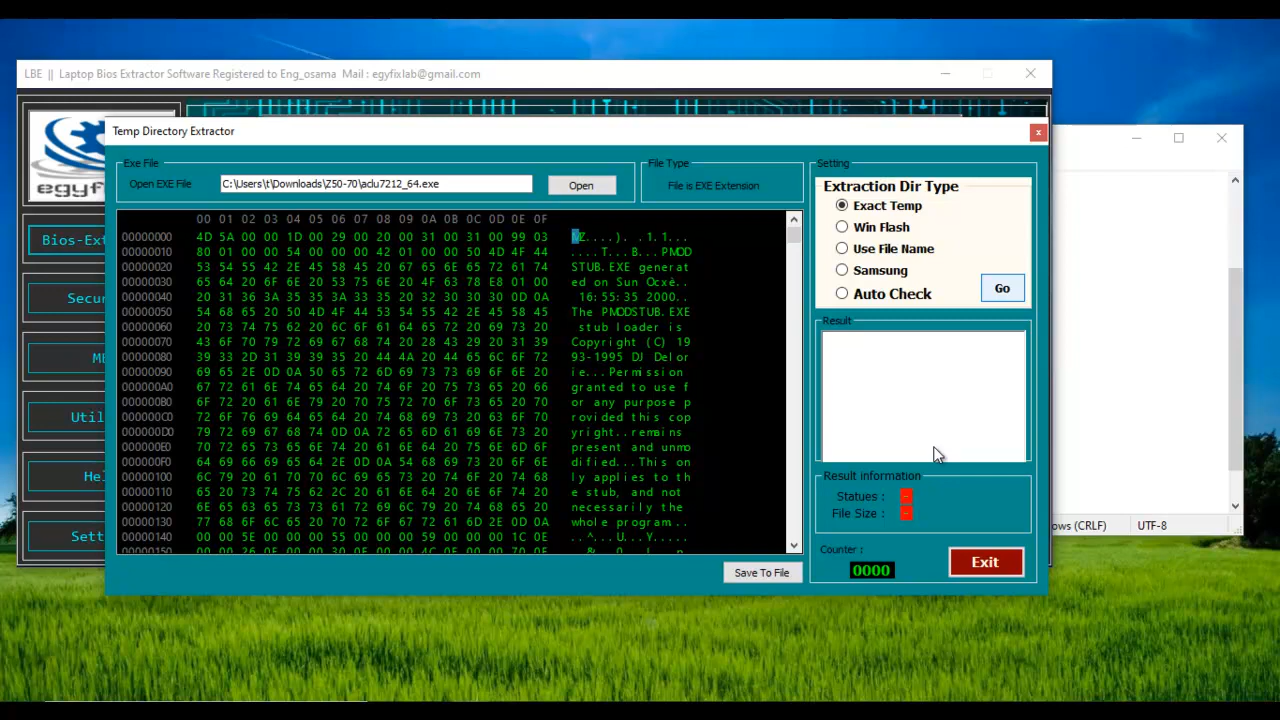 LBE || Laptop Bios Extractor Software Registered to Eng_osama Mail : egyfixlab@gmail.com
Temp Directory Extractor
Exe File
Open EXE File
C:\Users\t\Downloads\Z50-70\adu7212_64.exe
Open
File Type
File is EXE Extension
Setting
Extraction Dir Type
Exact Temp
Win Flash
Use File Name
Samsung
Auto Check
Go
egyf
Bios-Ext
Secur
ME
Util
He
Sett
00 01 02 03 04 05 06 07 08 09 0A 0B 0C 0D 0E 0F
00000000 4D 5A 00 00 1D 00 29 00 20 00 31 00 31 00 99 03 MZ....). .1.1...
00000010 80 01 00 00 54 00 00 00 42 01 00 00 50 4D 4F 44 ....T...B...PMOD
00000020 53 54 55 42 2E 45 58 45 20 67 65 6E 65 72 61 74 STUB.EXE generat
00000030 65 64 20 6F 6E 20 53 75 6E 20 4F 63 78 E8 01 00 ed on Sun Ocxè..
00000040 20 31 36 3A 35 35 3A 33 35 20 32 30 30 30 0D 0A 16:55:35 2000..
00000050 54 68 65 20 50 4D 4F 44 53 54 55 42 2E 45 58 45 The PMODSTUB.EXE
00000060 20 73 74 75 62 20 6C 6F 61 64 65 72 20 69 73 20 stub loader is
00000070 43 6F 70 79 72 69 67 68 74 20 28 43 29 20 31 39 Copyright (C) 19
00000080 39 33 2D 31 39 39 35 20 44 4A 20 44 65 6C 6F 72 93-1995 DJ Delor
00000090 69 65 2E 0D 0A 50 65 72 6D 69 73 73 69 6F 6E 20 ie...Permission
000000A0 67 72 61 6E 74 65 64 20 74 6F 20 75 73 65 20 66 granted to use f
000000B0 6F 72 20 61 6E 79 20 70 75 72 70 6F 73 65 20 70 or any purpose p
000000C0 72 6F 76 69 64 65 64 20 74 68 69 73 20 63 6F 70 rovided this cop
000000D0 79 72 69 67 68 74 0D 0A 72 65 6D 61 69 6E 73 20 yright..remains
000000E0 70 72 65 73 65 6E 74 20 61 6E 64 20 75 6E 6D 6F present and unmo
000000F0 64 69 66 69 65 64 2E 0D 0A 54 68 69 73 20 6F 6E dified...This on
00000100 6C 79 20 61 70 70 6C 69 65 73 20 74 6F 20 74 68 ly applies to th
00000110 65 20 73 74 75 62 2C 20 61 6E 64 20 6E 6F 74 20 e stub, and not
00000120 6E 65 63 65 73 73 61 72 69 6C 79 20 74 68 65 20 necessarily the
00000130 77 68 6F 6C 65 20 70 72 6F 67 72 61 6D 2E 0D 0A whole program...
00000140 00 00 5E 00 00 00 55 00 00 00 59 00 00 00 1C 0E ..^...U...Y.....
Result
Result information
Statues : -
File Size : -
Counter :
0000
Save To File
Exit
ows (CRLF)
UTF-8